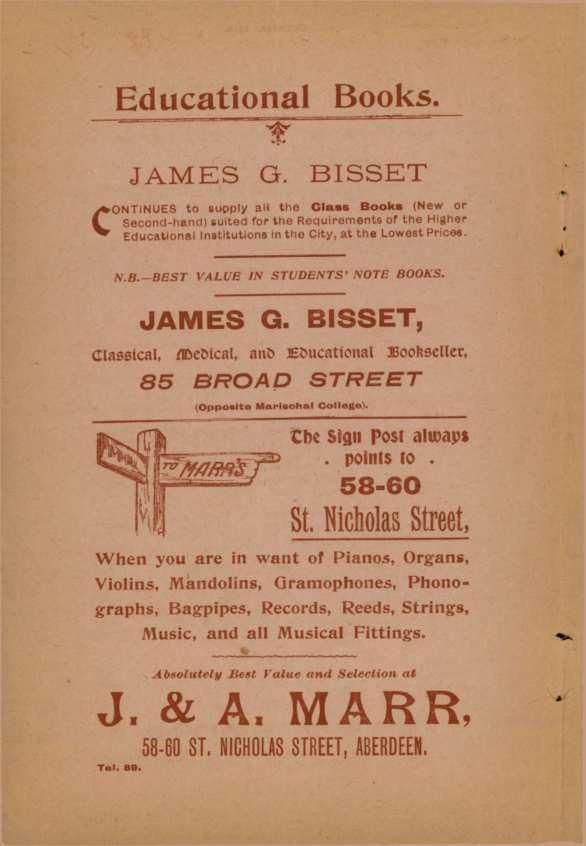 Educational Books.
JAMES G. BISSET
CONTINUES to supply all the Class Books (New or
Second-hand) suited for the Requirements of the Higher
Educational Institutions in the City, at the Lowest Prices.
N.B.—BEST VALUE IN STUDENTS' NOTE BOOKS.
JAMES G. BISSET,
Classical, Medical, and Educational Bookseller,
85 BROAD STREET
(Opposite Marischal College).
TO MARR'S
The Sign Post always
. points to .
58-60
St. Nicholas Street,
When you are in want of Pianos, Organs,
Violins, Mandolins, Gramophones, Phono-
graphs, Bagpipes, Records, Reeds, Strings,
Music, and all Musical Fittings.
Absolutely Best Value and Selection at
J. & A. MARR,
58-60 ST. NICHOLAS STREET, ABERDEEN.
Tel. 89.